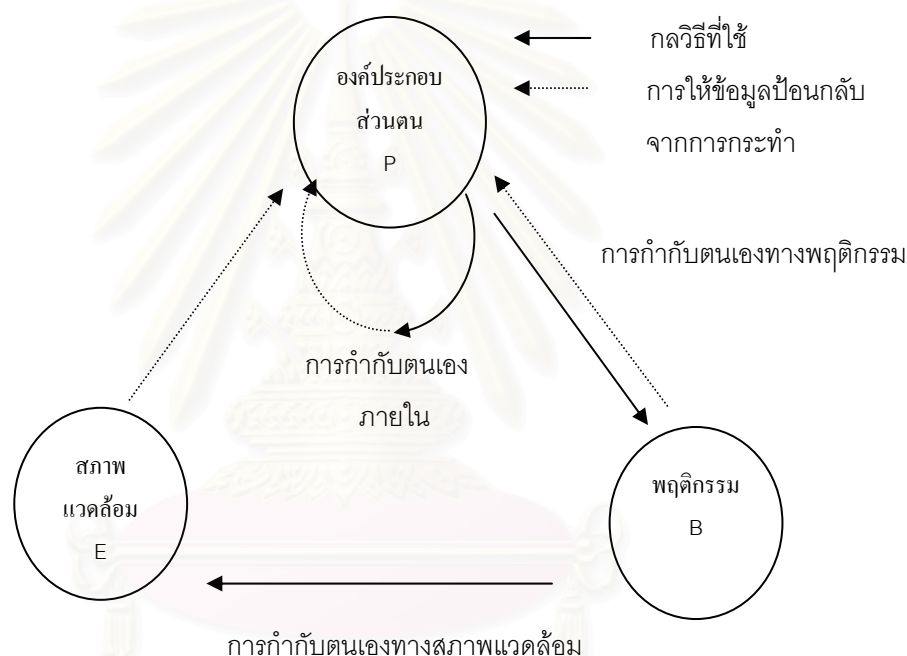 กลวิธีที่ใช้
การให้ข้อมูลป้อนกลับ
จากการกระทำ
องค์ประกอบ
ส่วนตน
P
การกำกับตนเองทางพฤติกรรม
การกำกับตนเอง
ภายใน
สภาพ
แวดล้อม
E
พฤติกรรม
B
การกำกับตนเองทางสภาพแวดล้อม